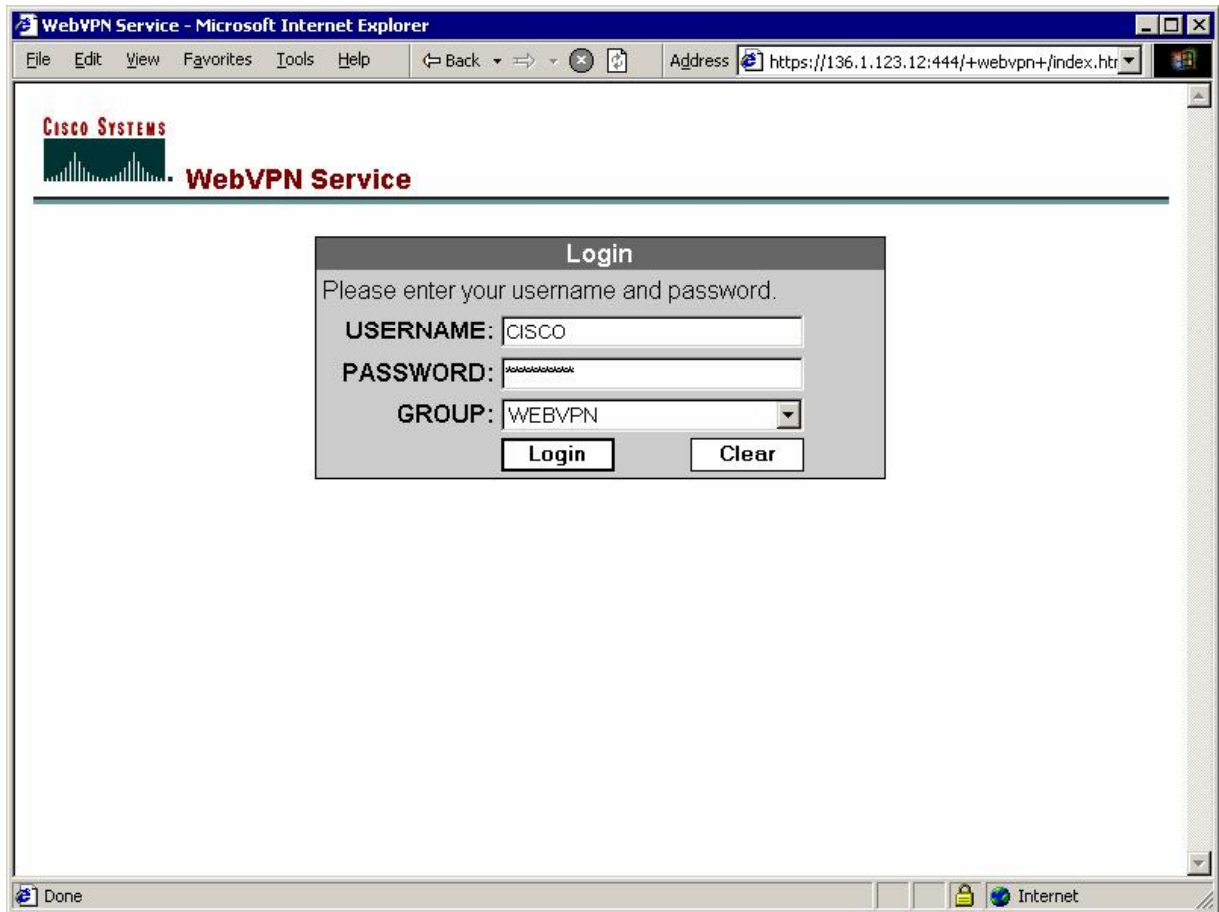 WebVPN Service - Microsoft Internet Explorer
File Edit View Favorites Tools Help Back Address https://136.1.123.12:444/+webvpn+/index.htr
CISCO SYSTEMS
WebVPN Service
Login
Please enter your username and password.
USERNAME: CISCO
PASSWORD: **********
GROUP: WEBVPN
Login Clear
Done Internet